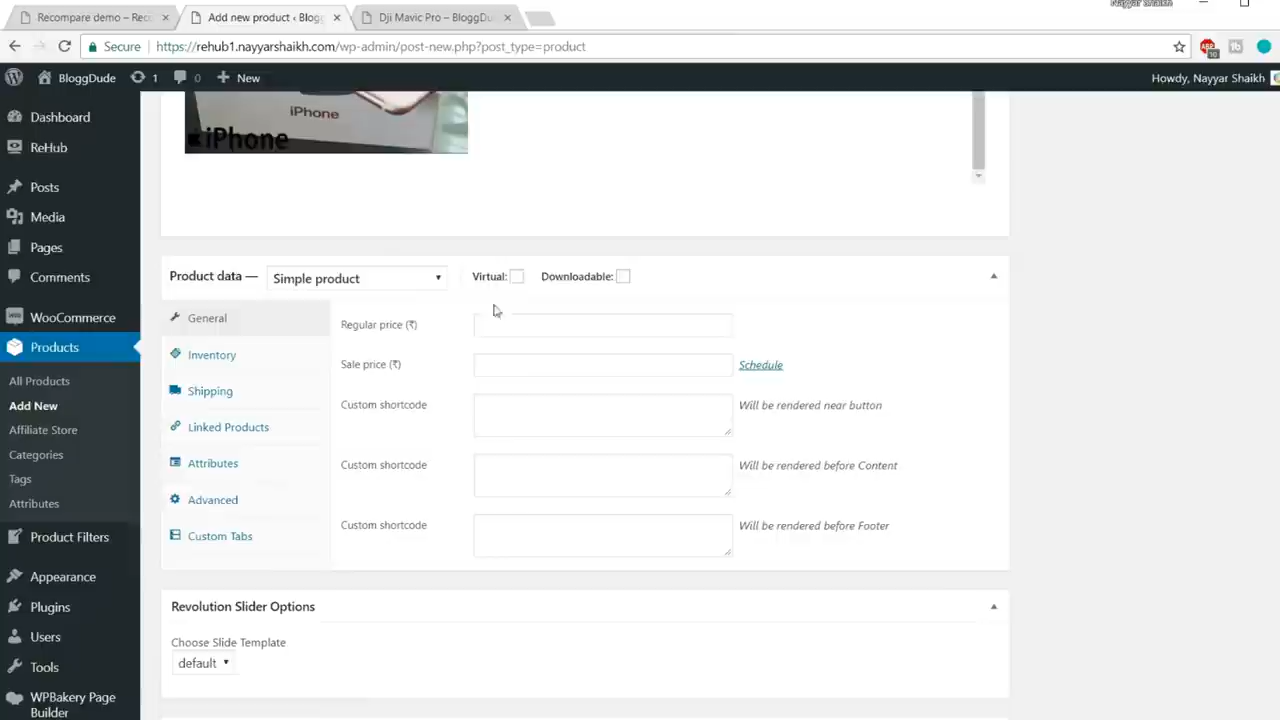 Recompare demo – Recc
Add new product ‹ Blogg
Dji Mavic Pro – BloggDu
Nayyar Shaikh
Secure
https://rehub1.nayyarshaikh.com/wp-admin/post-new.php?post_type=product
10
BloggDude
1
0
New
Howdy, Nayyar Shaikh
Dashboard
ReHub
Posts
Media
Pages
Comments
WooCommerce
Products
All Products
Add New
Affiliate Store
Categories
Tags
Attributes
Product Filters
Appearance
Plugins
Users
Tools
WPBakery Page
Builder
iPhone
iPhone
Product data —
Simple product
Virtual:
Downloadable:
General
Inventory
Shipping
Linked Products
Attributes
Advanced
Custom Tabs
Regular price (₹)
Sale price (₹)
Schedule
Custom shortcode
Will be rendered near button
Custom shortcode
Will be rendered before Content
Custom shortcode
Will be rendered before Footer
Revolution Slider Options
Choose Slide Template
default